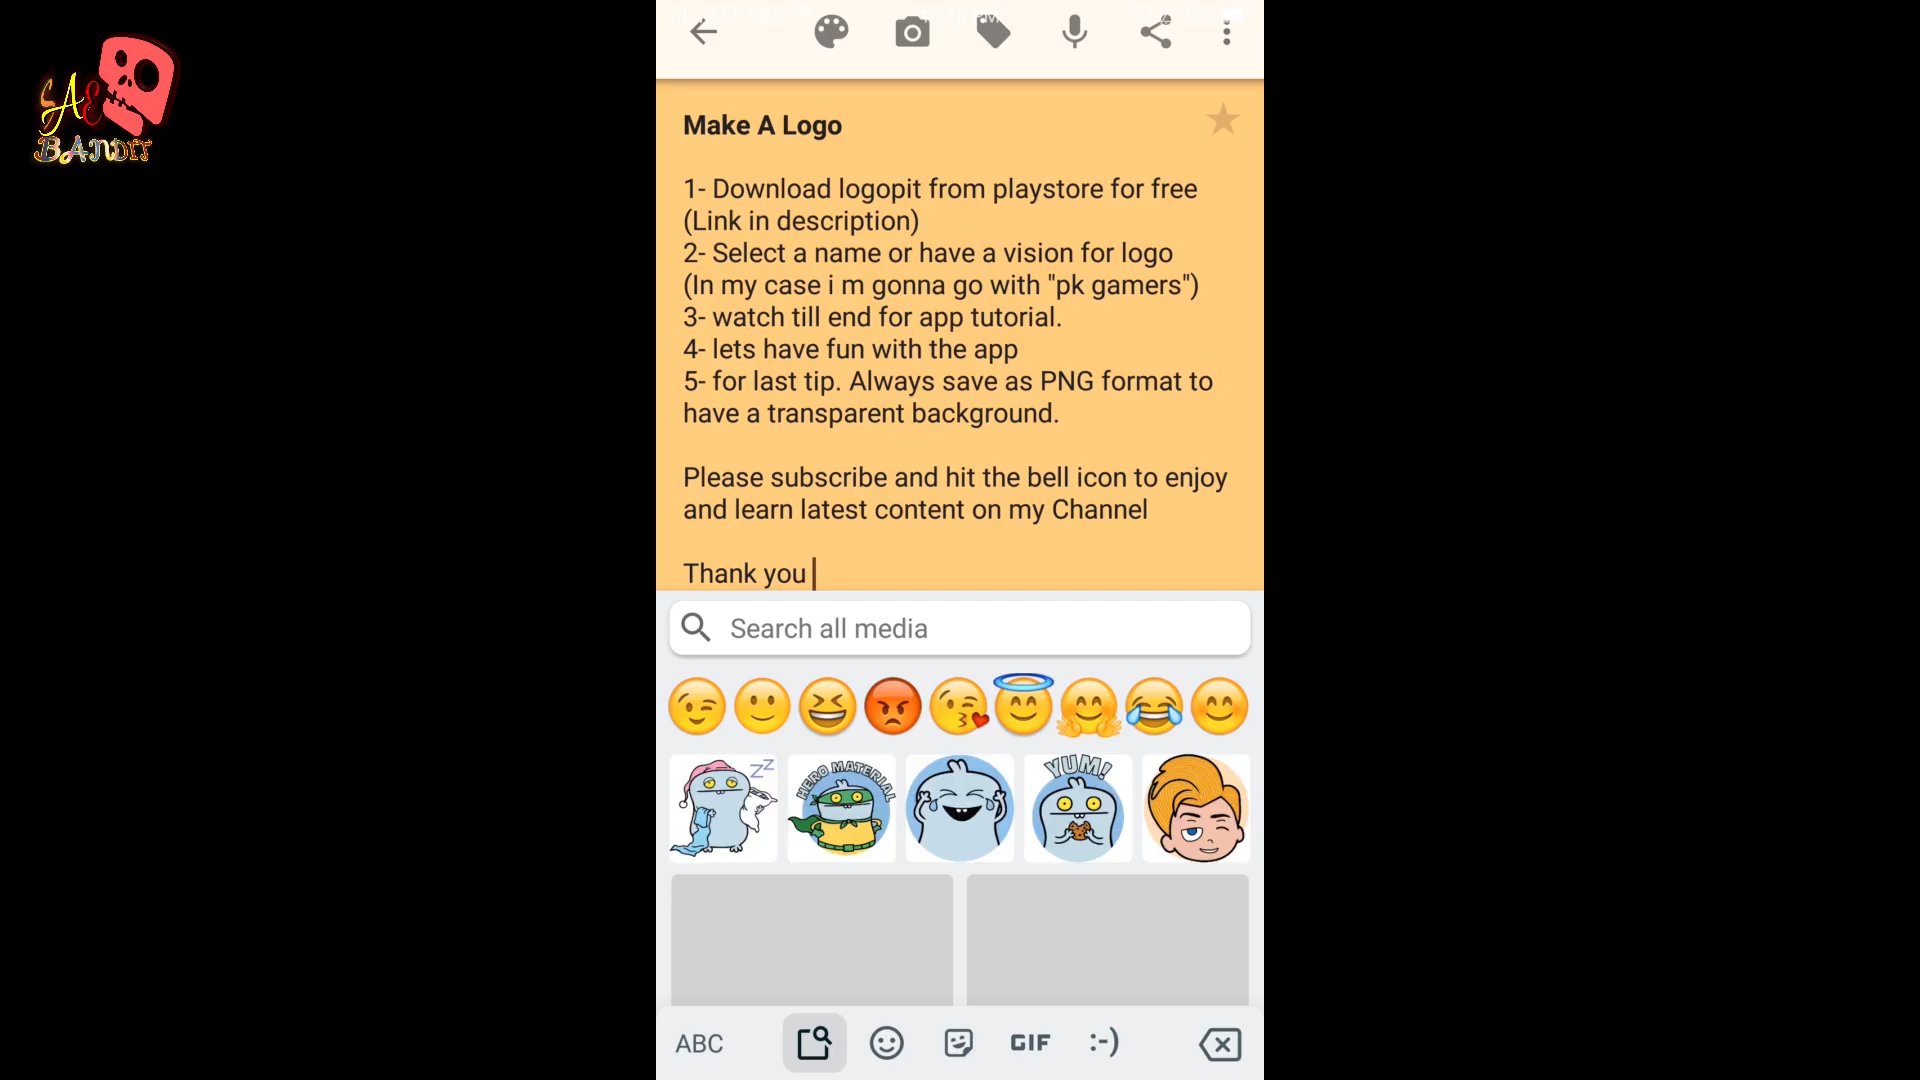 SAE
BANDIT
Make A Logo
1- Download logopit from playstore for free
(Link in description)
2- Select a name or have a vision for logo
(In my case i m gonna go with "pk gamers")
3- watch till end for app tutorial.
4- lets have fun with the app
5- for last tip. Always save as PNG format to
have a transparent background.
Please subscribe and hit the bell icon to enjoy
and learn latest content on my Channel
Thank you
Search all media
ZZ
HERO MATERIAL
YUM!
ABC
GIF
:-)